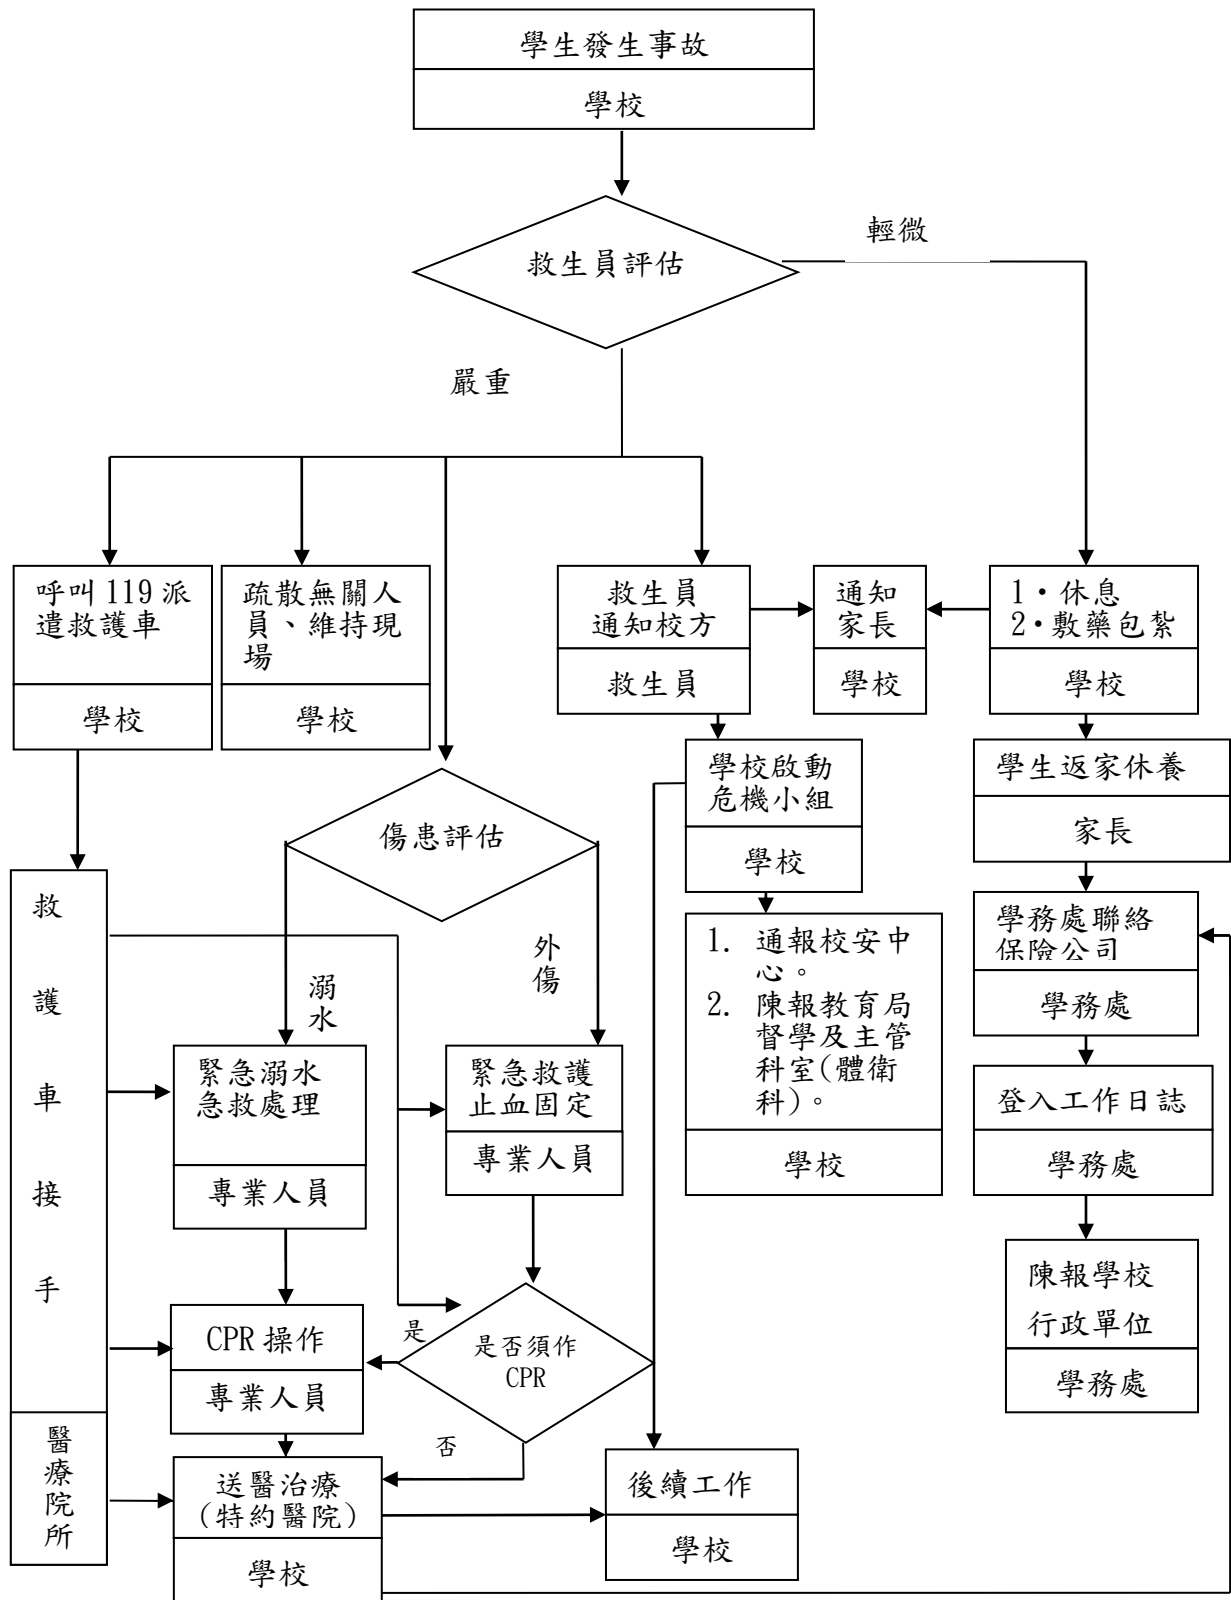 學生發生事故
學校
救生員評估
輕微
嚴重
呼叫119派
遣救護車
學校
疏散無關人
員、維持現
場
學校
救生員
通知校方
救生員
通知
家長
學校
1·休息
2·敷藥包紮
學校
學校啟動
危機小組
學校
學生返家休養
家長
傷患評估
溺水
外傷
救護車接手
醫療院所
1. 通報校安中
心。
2. 陳報教育局
督學及主管
科室(體衛
科)。
學校
學務處聯絡
保險公司
學務處
緊急溺水
急救處理
專業人員
緊急救護
止血固定
專業人員
登入工作日誌
學務處
陳報學校
行政單位
學務處
CPR操作
專業人員
是
是否須作
CPR
否
送醫治療
(特約醫院)
學校
後續工作
學校